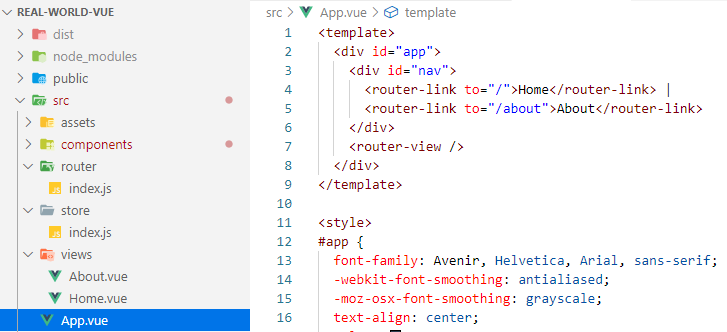 REAL-WORLD-VUE
dist
node_modules
public
src
assets
components
router
JS index.js
store
JS index.js
views
About.vue
Home.vue
App.vue
src > App.vue > template
1 <template>
2 <div id="app">
3 <div id="nav">
4 <router-link to="/">Home</router-link> |
5 <router-link to="/about">About</router-link>
6 </div>
7 <router-view />
8 </div>
9 </template>
10
11 <style>
12 #app {
13 font-family: Avenir, Helvetica, Arial, sans-serif;
14 -webkit-font-smoothing: antialiased;
15 -moz-osx-font-smoothing: grayscale;
16 text-align: center;